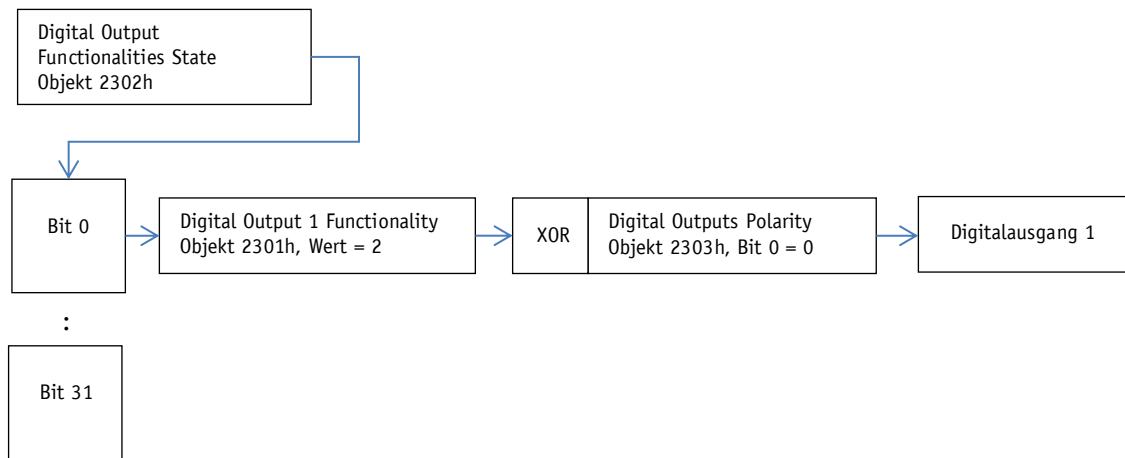 Digital Output
Functionalities State
Objekt 2302h
Bit 0
Digital Output 1 Functionality
Objekt 2301h, Wert = 2
XOR
Digital Outputs Polarity
Objekt 2303h, Bit 0 = 0
Digitalausgang 1
:
Bit 31